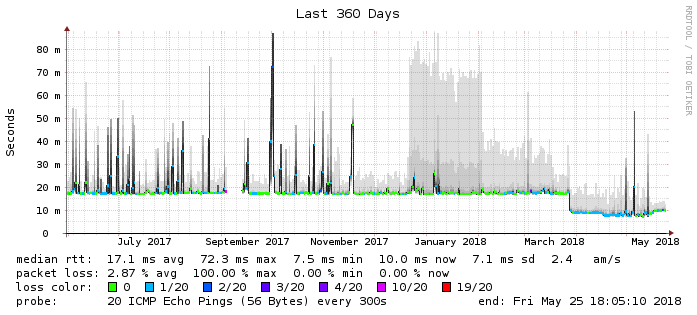 Last 360 Days
RRDTOOL / TOBI OETIKER
Seconds
80 m
70 m
60 m
50 m
40 m
30 m
20 m
10 m
0
July 2017 September 2017 November 2017 January 2018 March 2018 May 2018
median rtt: 17.1 ms avg 72.3 ms max 7.5 ms min 10.0 ms now 7.1 ms sd 2.4 am/s
packet loss: 2.87 % avg 100.00 % max 0.00 % min 0.00 % now
loss color: 0 1/20 2/20 3/20 4/20 10/20 19/20
probe: 20 ICMP Echo Pings (56 Bytes) every 300s end: Fri May 25 18:05:10 2018